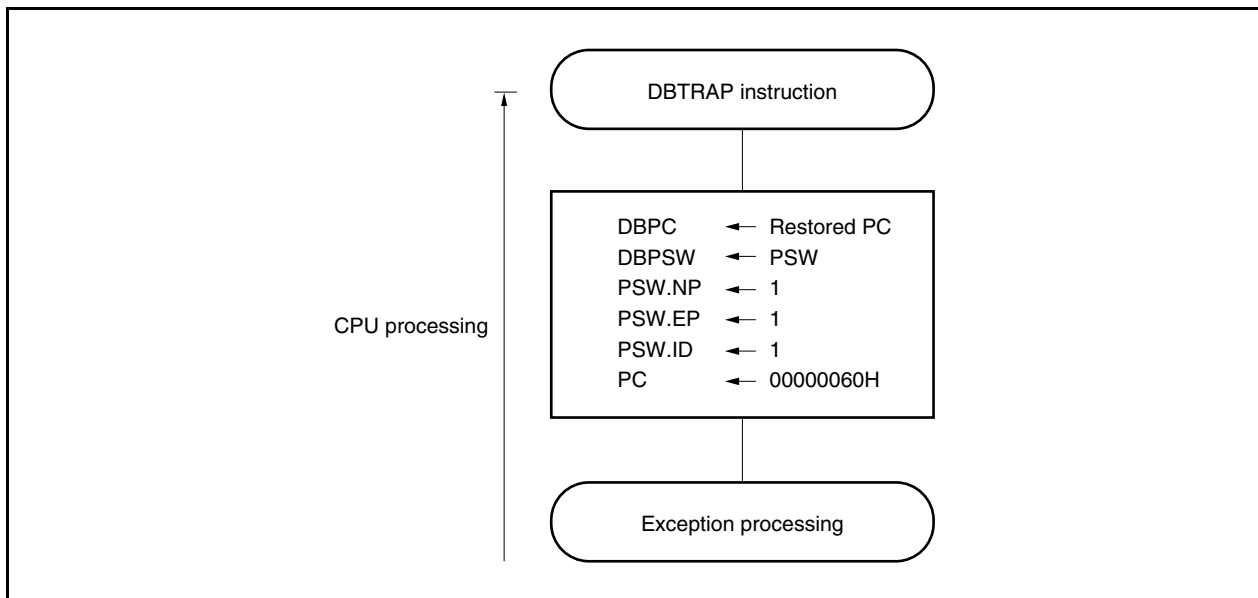 DBTRAP instruction
CPU processing
DBPC ← Restored PC
DBPSW ← PSW
PSW.NP ← 1
PSW.EP ← 1
PSW.ID ← 1
PC ← 00000060H
Exception processing